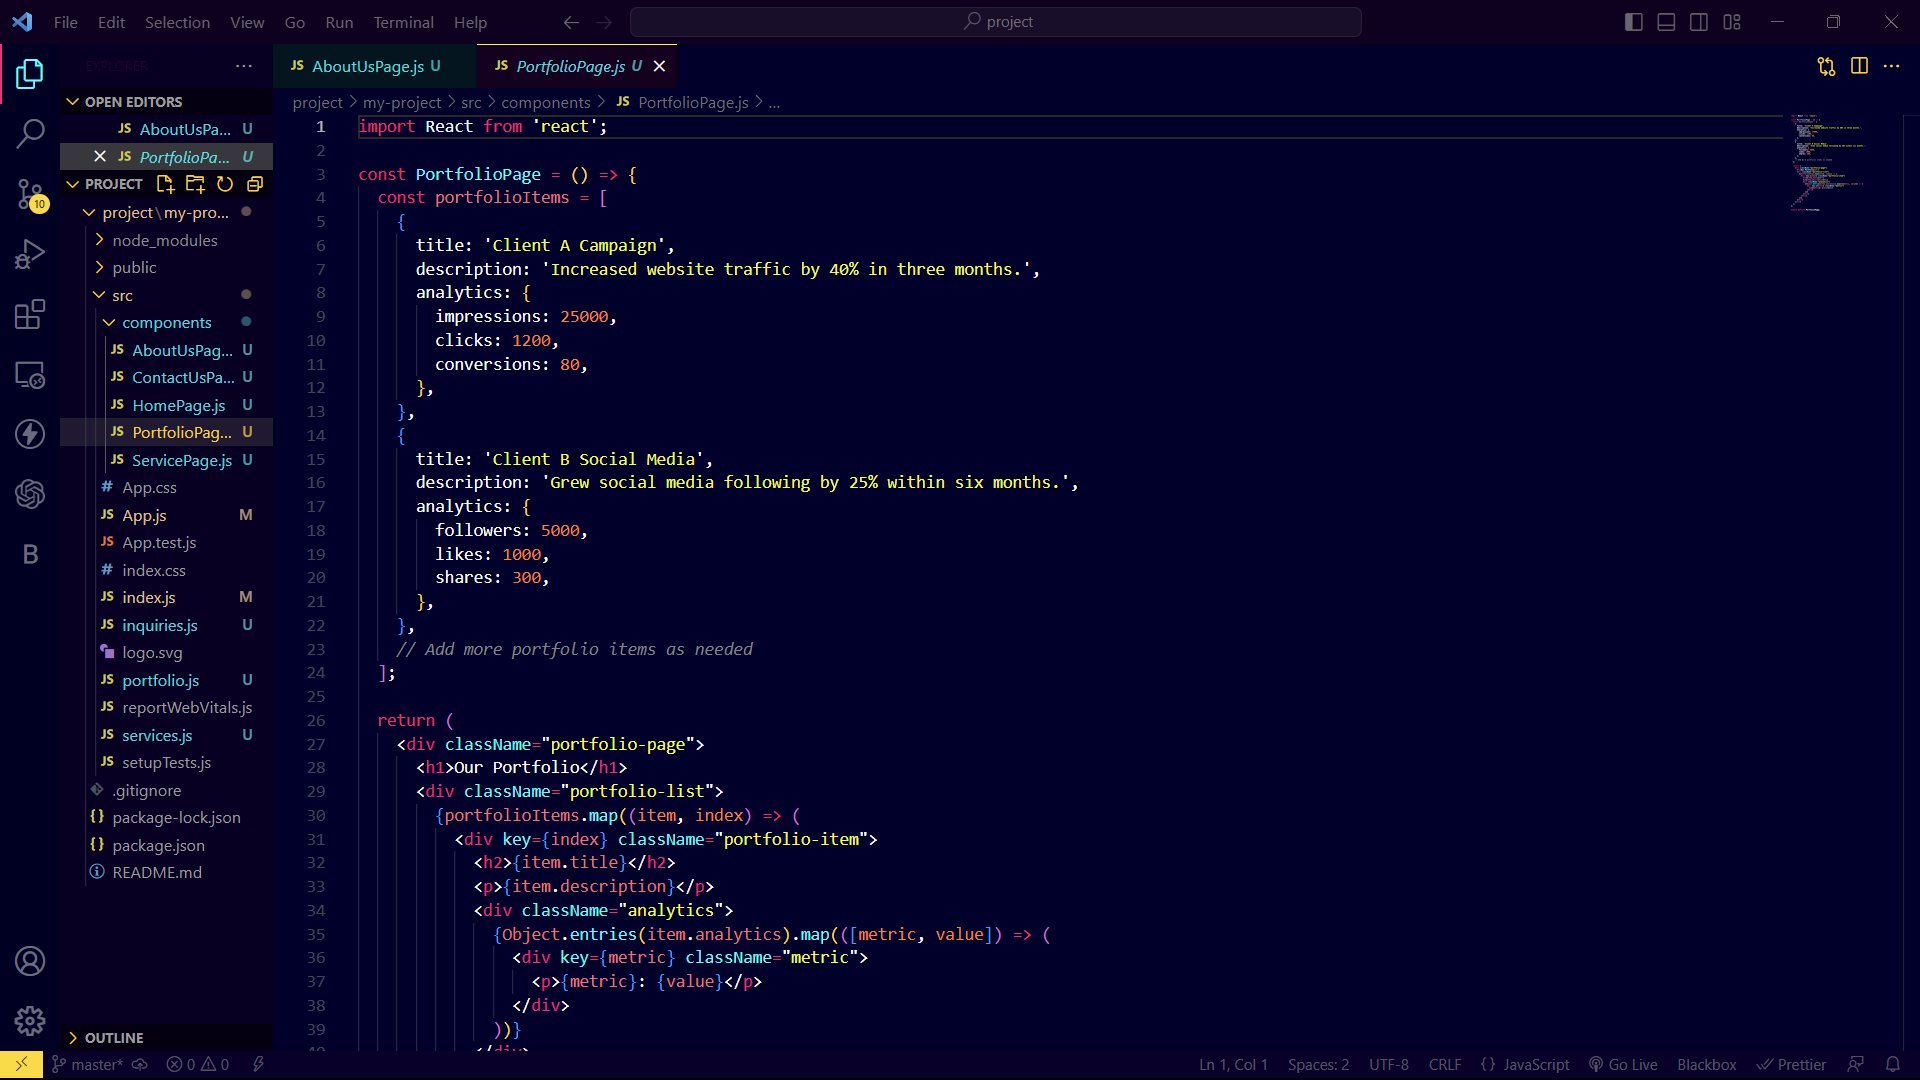 File Edit Selection View Go Run Terminal Help
project
EXPLORER
OPEN EDITORS
JS AboutUsPa... U
JS PortfolioPa... U
PROJECT
project\my-pro...
node_modules
public
src
components
JS AboutUsPag... U
JS ContactUsPa... U
JS HomePage.js U
JS PortfolioPag... U
JS ServicePage.js U
# App.css
JS App.js M
JS App.test.js
# index.css
JS index.js M
JS inquiries.js U
logo.svg
JS portfolio.js U
JS reportWebVitals.js
JS services.js U
JS setupTests.js
.gitignore
{} package-lock.json
{} package.json
README.md
OUTLINE
10
B
JS AboutUsPage.js U
JS PortfolioPage.js U
project > my-project > src > components > JS PortfolioPage.js > ...
1 import React from 'react';
2
3 const PortfolioPage = () => {
4 const portfolioItems = [
5 {
6 title: 'Client A Campaign',
7 description: 'Increased website traffic by 40% in three months.',
8 analytics: {
9 impressions: 25000,
10 clicks: 1200,
11 conversions: 80,
12 },
13 },
14 {
15 title: 'Client B Social Media',
16 description: 'Grew social media following by 25% within six months.',
17 analytics: {
18 followers: 5000,
19 likes: 1000,
20 shares: 300,
21 },
22 },
23 // Add more portfolio items as needed
24 ];
25
26 return (
27 <div className="portfolio-page">
28 <h1>Our Portfolio</h1>
29 <div className="portfolio-list">
30 {portfolioItems.map((item, index) => (
31 <div key={index} className="portfolio-item">
32 <h2>{item.title}</h2>
33 <p>{item.description}</p>
34 <div className="analytics">
35 {Object.entries(item.analytics).map(([metric, value]) => (
36 <div key={metric} className="metric">
37 <p>{metric}: {value}</p>
38 </div>
39 ))}
40 </div>
master* 0 0
Ln 1, Col 1 Spaces: 2 UTF-8 CRLF {} JavaScript Go Live Blackbox Prettier